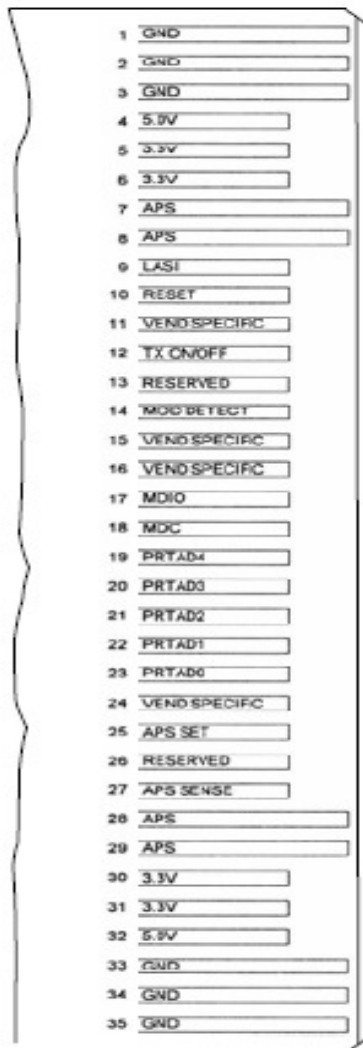 1 GND
2 GND
3 GND
4 5.0V
5 3.3V
6 3.3V
7 APS
8 APS
9 LASI
10 RESET
11 VEND SPECIFIC
12 TX ON/OFF
13 RESERVED
14 MOD DETECT
15 VEND SPECIFIC
16 VEND SPECIFIC
17 MDIO
18 MDC
19 PRTAD4
20 PRTAD3
21 PRTAD2
22 PRTAD1
23 PRTAD0
24 VEND SPECIFIC
25 APS SET
26 RESERVED
27 APS SENSE
28 APS
29 APS
30 3.3V
31 3.3V
32 5.0V
33 GND
34 GND
35 GND